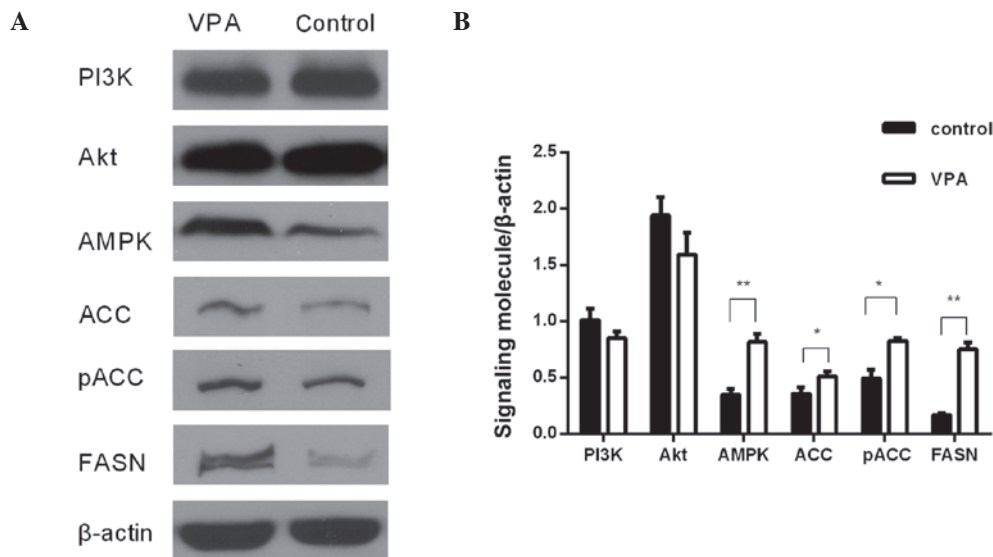 A
VPA Control
PI3K
Akt
AMPK
ACC
pACC
FASN
β-actin
B
control
VPA
Signaling molecule/β-actin
2.5
2.0
1.5
1.0
0.5
0.0
** * * **
PI3K Akt AMPK ACC pACC FASN